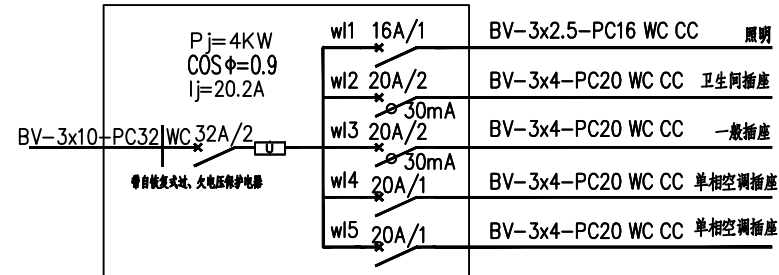 Pj=4KW
COSφ=0.9
Ij=20.2A
BV-3x10-PC32 WC 32A/2
U
带自恢复式过、欠电压保护电器
wl1 16A/1 BV-3x2.5-PC16 WC CC 照明
wl2 20A/2 BV-3x4-PC20 WC CC 卫生间插座
30mA
wl3 20A/2 BV-3x4-PC20 WC CC 一般插座
30mA
wl4 20A/1 BV-3x4-PC20 WC CC 单相空调插座
wl5 20A/1 BV-3x4-PC20 WC CC 单相空调插座